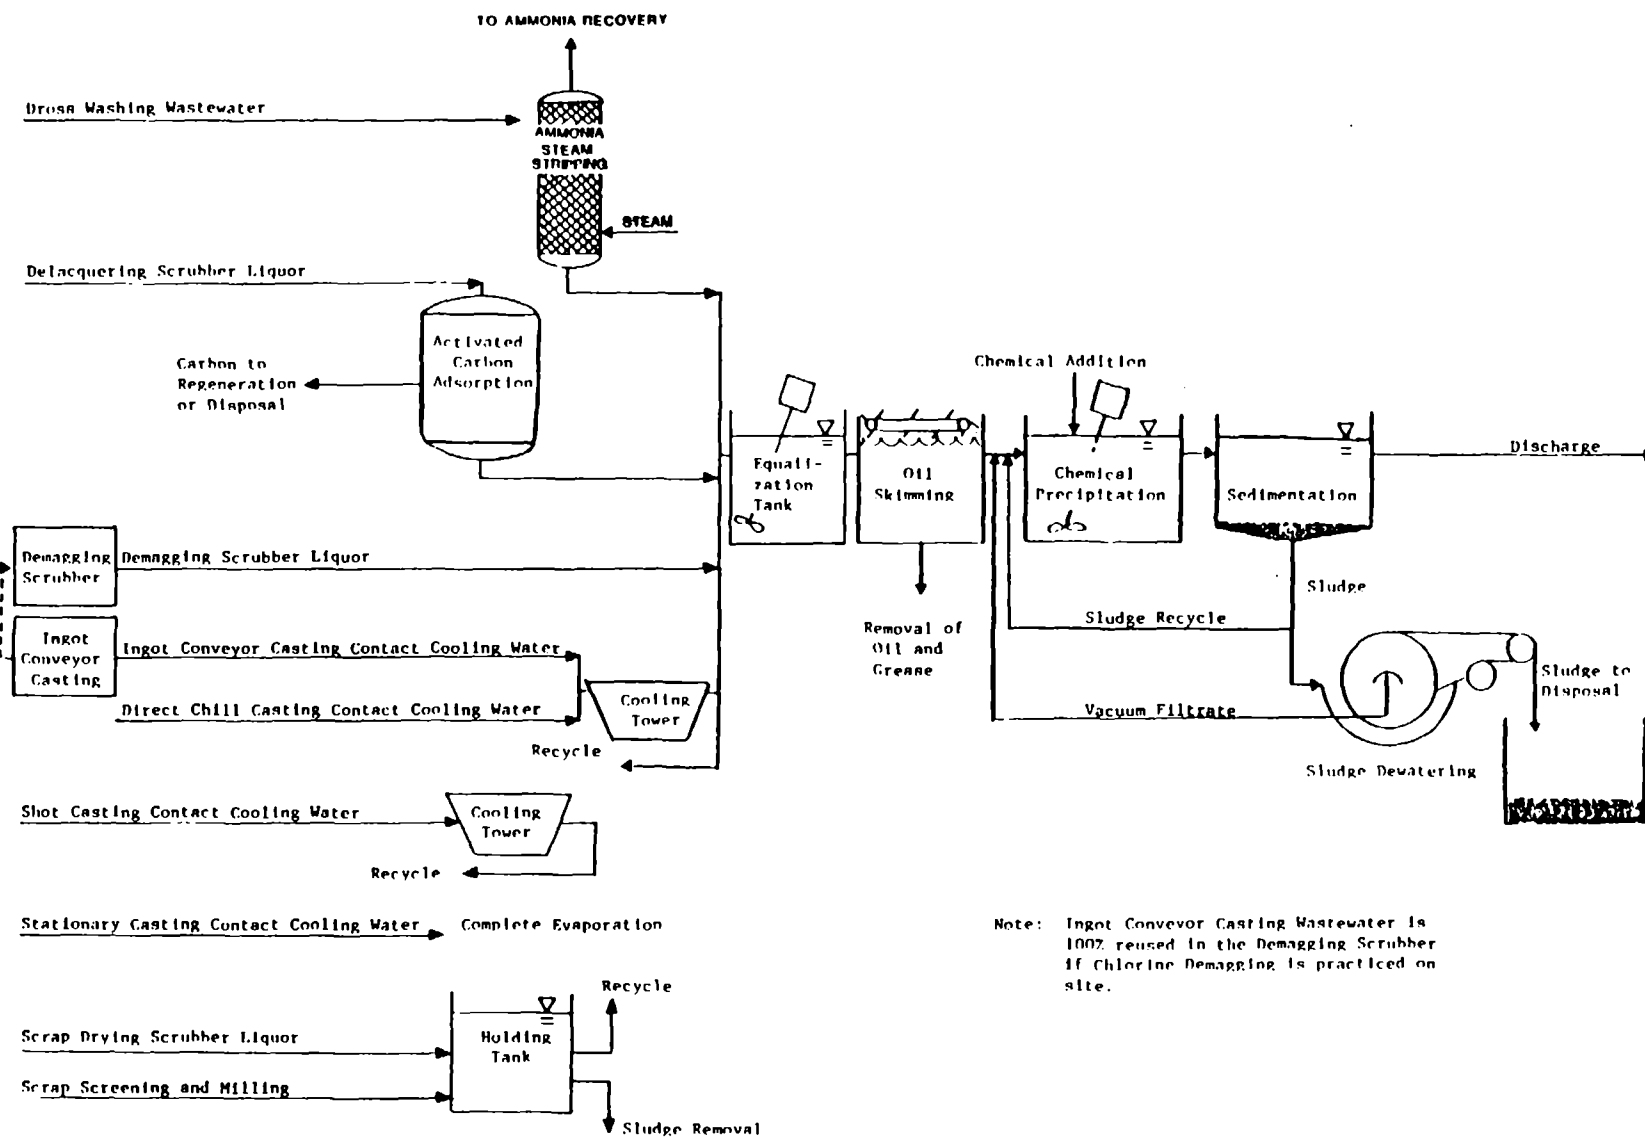 TO AMMONIA RECOVERY
Dross Washing Wastewater
AMMONIA
STEAM
STRIPPING
STEAM
Delacquering Scrubber Liquor
Activated
Carbon
Adsorption
Carbon to
Regeneration
or Disposal
Chemical Addition
Equali-
zation
Tank
Oil
Skimming
Chemical
Precipitation
Sedimentation
Discharge
Demagging
Scrubber
Demagging Scrubber Liquor
Sludge
Removal of
Oil and
Grease
Sludge Recycle
Ingot
Conveyor
Casting
Ingot Conveyor Casting Contact Cooling Water
Direct Chill Casting Contact Cooling Water
Cooling
Tower
Recycle
Vacuum Filtrate
Sludge to
Disposal
Sludge Dewatering
Shot Casting Contact Cooling Water
Cooling
Tower
Recycle
Stationary Casting Contact Cooling Water
Complete Evaporation
Note: Ingot Conveyor Casting Wastewater is
100% reused in the Demagging Scrubber
if Chlorine Demagging is practiced on
site.
Recycle
Scrap Drying Scrubber Liquor
Holding
Tank
Scrap Screening and Milling
Sludge Removal